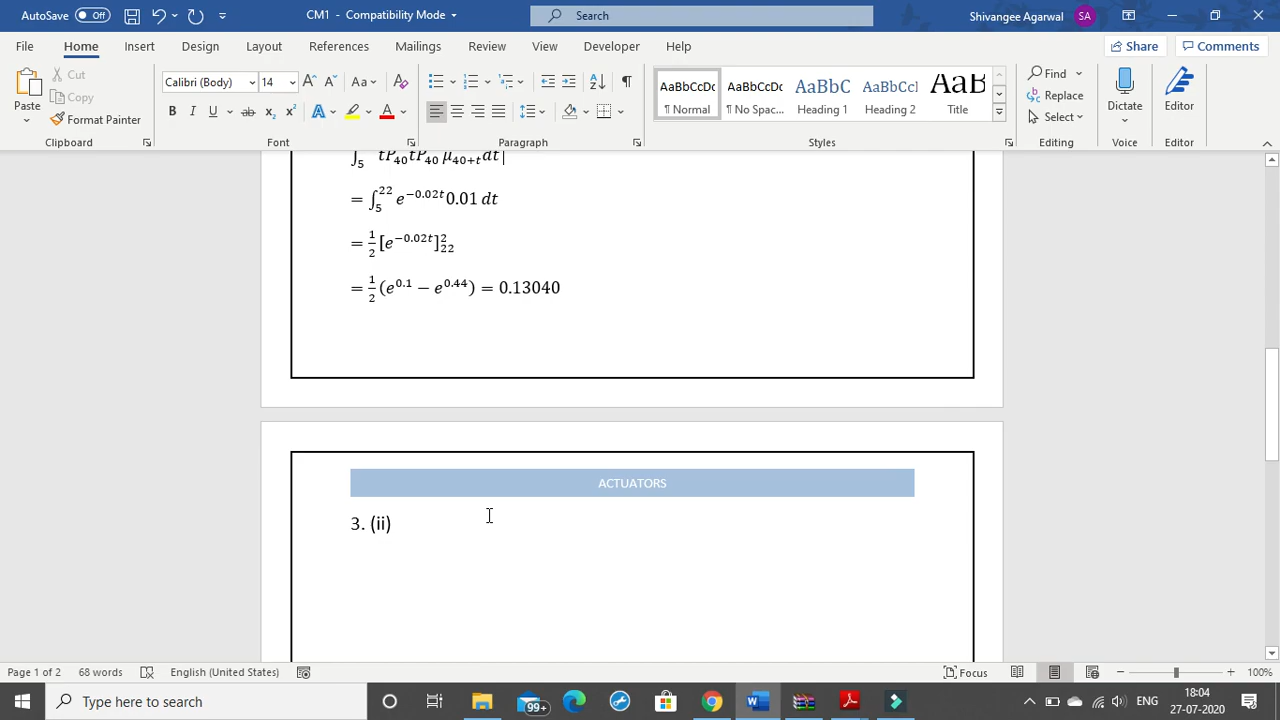 AutoSave Off CM1 - Compatibility Mode Search Shivangee Agarwal SA
File Home Insert Design Layout References Mailings Review View Developer Help Share Comments
Paste Cut Copy Format Painter Clipboard
Calibri (Body) 14 Font
Paragraph
AaBbCcDc ¶ Normal AaBbCcDc ¶ No Spac... AaBbC Heading 1 AaBbCcI Heading 2 AaB Title Styles
Find Replace Select Editing
Dictate Voice
Editor Editor
∫₅ tP₄₀tP₄₀ μ₄₀₊ₜdt
= ∫₅²² e^{−0.02t}0.01 dt
= 1/2 [e^{−0.02t}]²₂₂
= 1/2 (e^{0.1} − e^{0.44}) = 0.13040
ACTUATORS
3. (ii)
Page 1 of 2 68 words English (United States) Focus 100%
Type here to search 99+ ENG 18:04 27-07-2020